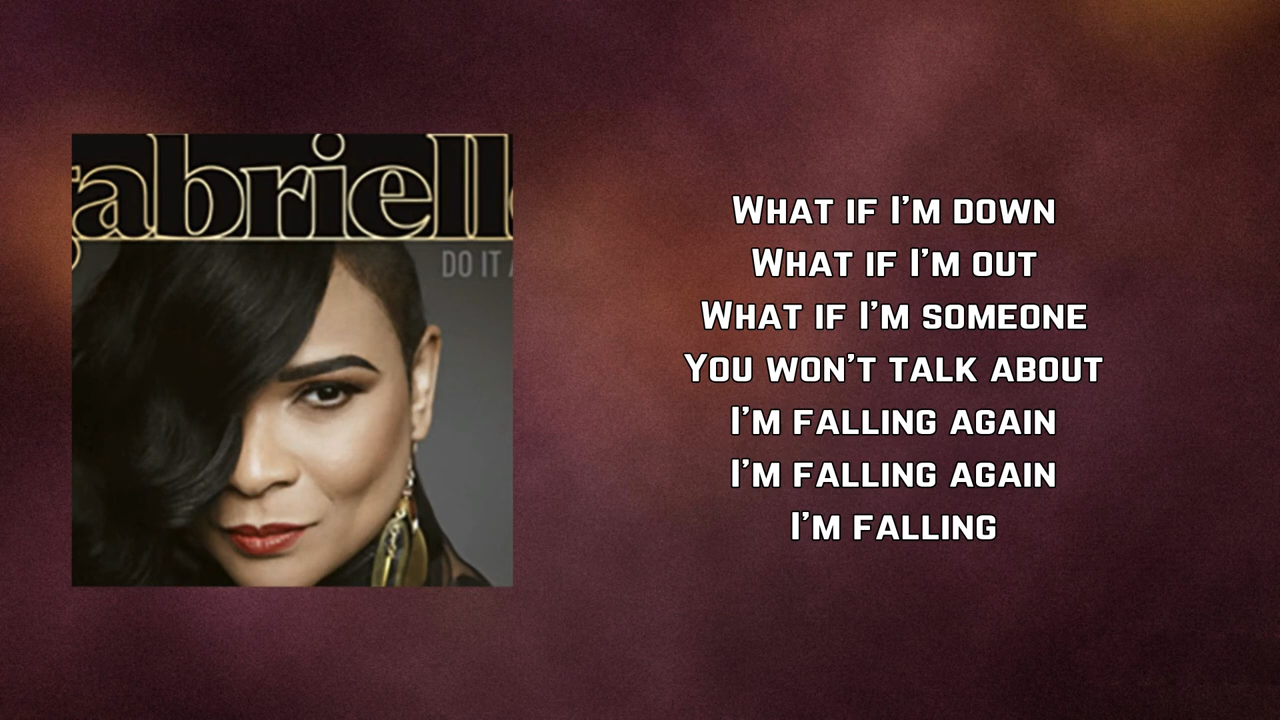 gabrielle
DO IT A
What if I'm down
What if I'm out
What if I'm someone
You won't talk about
I'm falling again
I'm falling again
I'm falling